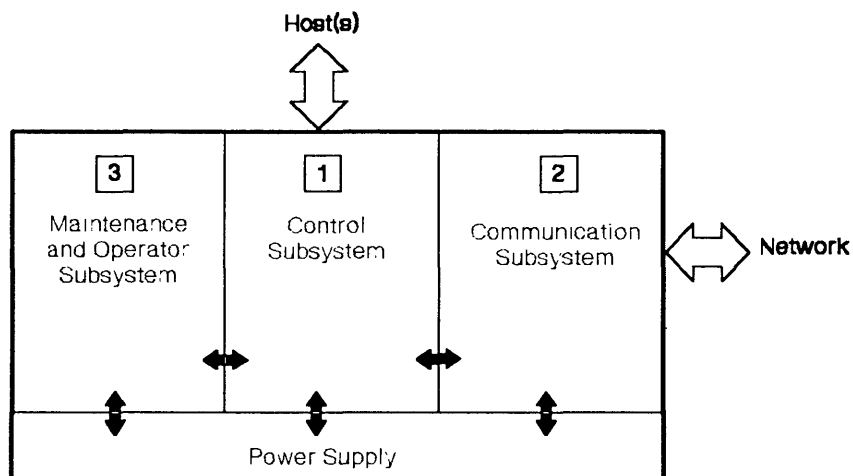 Host(s)
3
Maintenance
and Operator
Subsystem
1
Control
Subsystem
2
Communication
Subsystem
Network
Power Supply